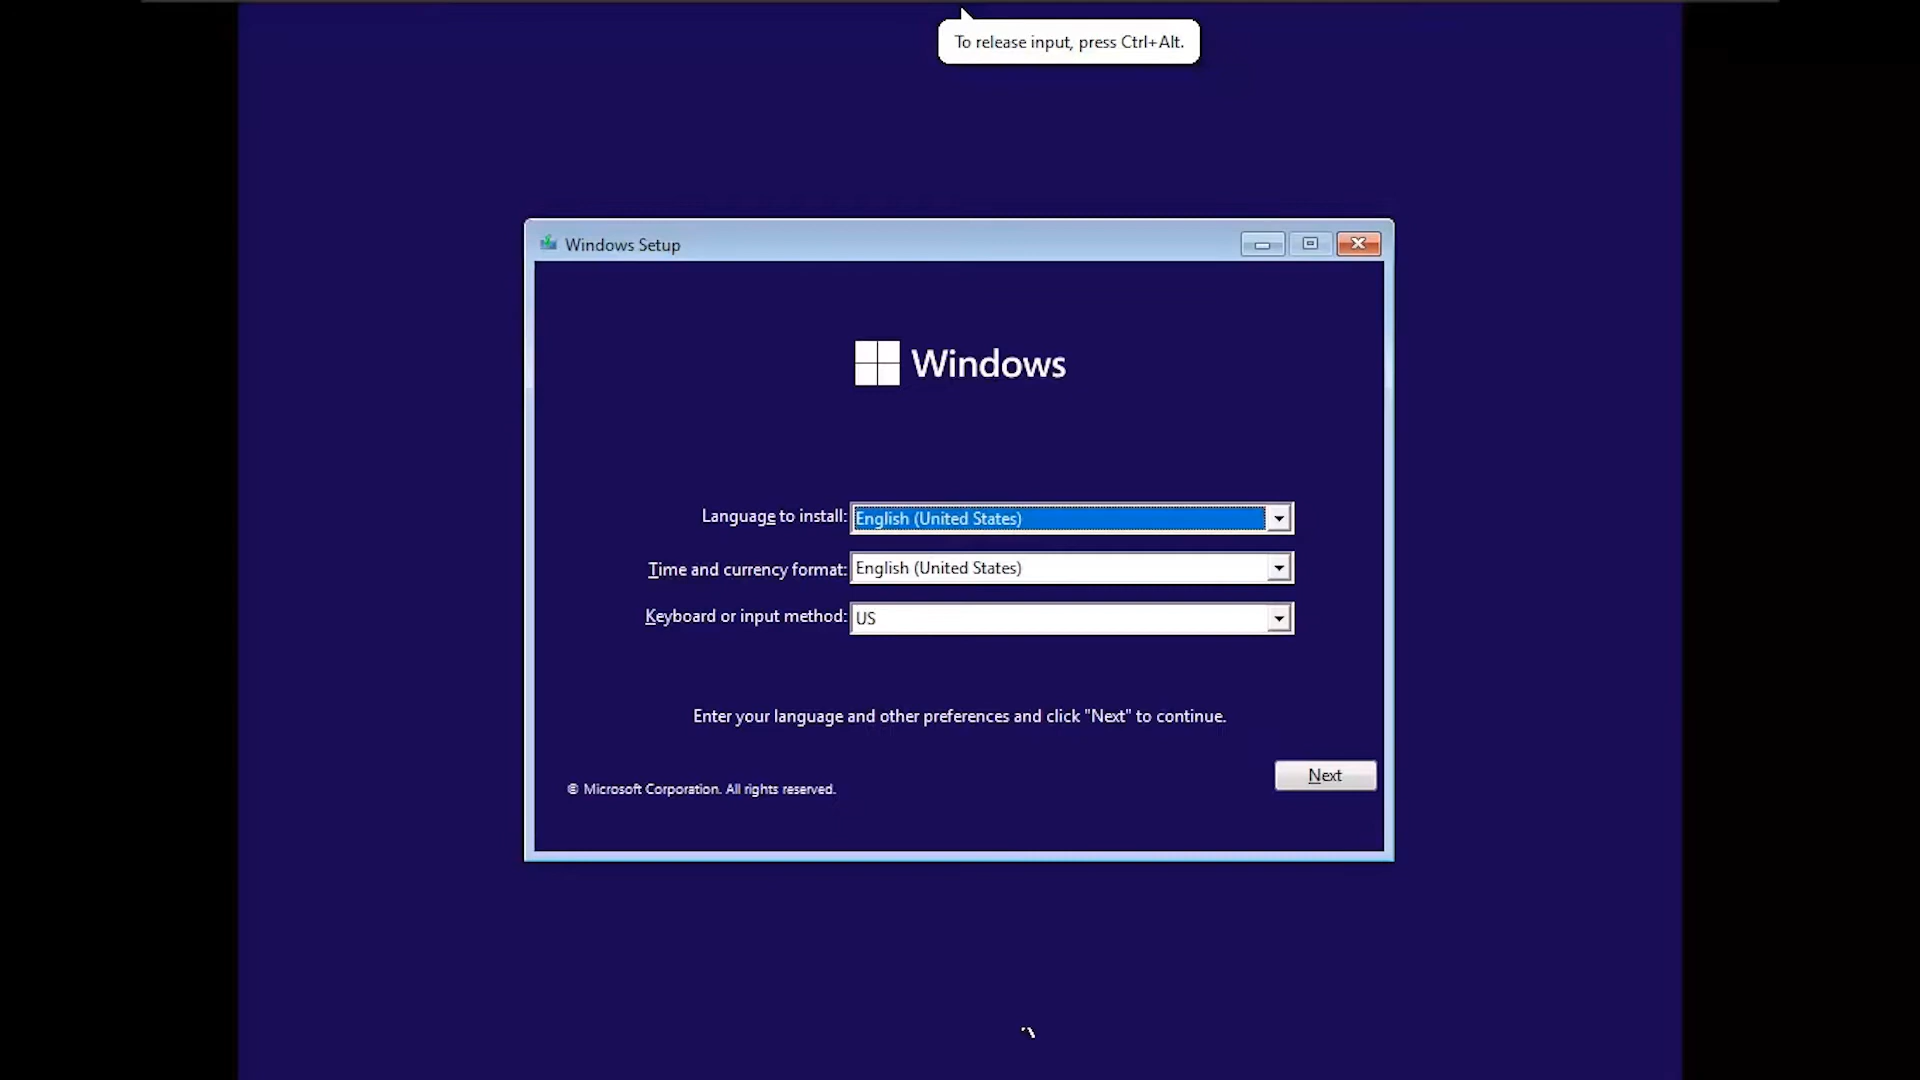 To release input, press Ctrl+Alt.
Windows Setup
Windows
Language to install: English (United States)
Time and currency format: English (United States)
Keyboard or input method: US
Enter your language and other preferences and click "Next" to continue.
Next
© Microsoft Corporation. All rights reserved.